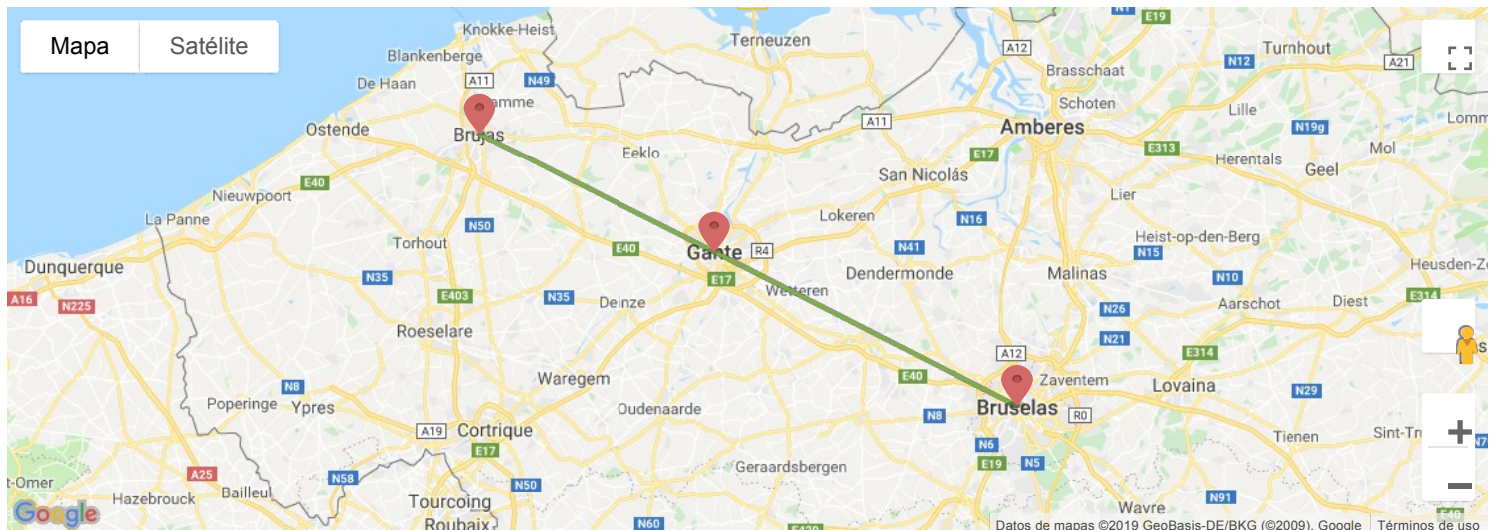 Mapa
Satélite
Knokke-Heist
Blankenberge
De Haan
A11
N49
Terneuzen
N1
E19
A12
Brasschaat
N12
Turnhout
A21
Schoten
Lille
Brujas
Ostende
A11
Amberes
N19g
Eeklo
E17
E313
Mol
Herentals
Geel
E40
San Nicolás
Lier
Nieuwpoort
La Panne
N50
Lokeren
N16
Torhout
Gante
R4
E40
N41
Heist-op-den-Berg
N15
Dunquerque
N35
E17
Dendermonde
Malinas
N10
A16
N225
E403
N35
Deinze
Wetteren
Aarschot
Diest
E314
N26
Roeselare
N21
A12
E314
N8
Waregem
E40
Zaventem
Lovaina
N29
Poperinge
Ypres
Oudenaarde
N8
Bruselas
R0
A19
Cortrique
E17
N6
Tienen
E19
N5
A25
N58
N50
Geraardsbergen
Hazebrouck
Bailleul
Tourcoing
N91
Wavre
Google
Roubaix
N60
E40
Datos de mapas ©2019 GeoBasis-DE/BKG (©2009), Google
Términos de uso